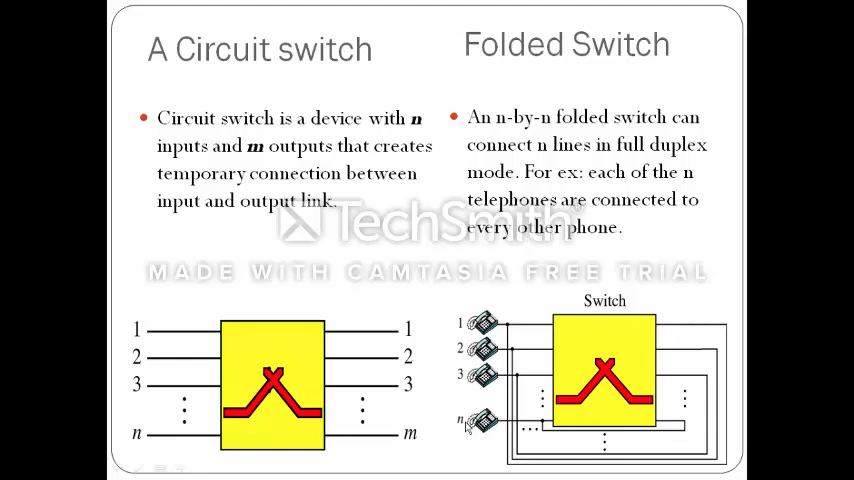 A Circuit switch
• Circuit switch is a device with n
inputs and m outputs that creates
temporary connection between
input and output link.
Folded Switch
• An n-by-n folded switch can
connect n lines in full duplex
mode. For ex: each of the n
telephones are connected to
every other phone.
TechSmith
MADE WITH CAMTASIA FREE TRIAL
1
2
3
n
1
2
3
m
Switch
1
2
3
n